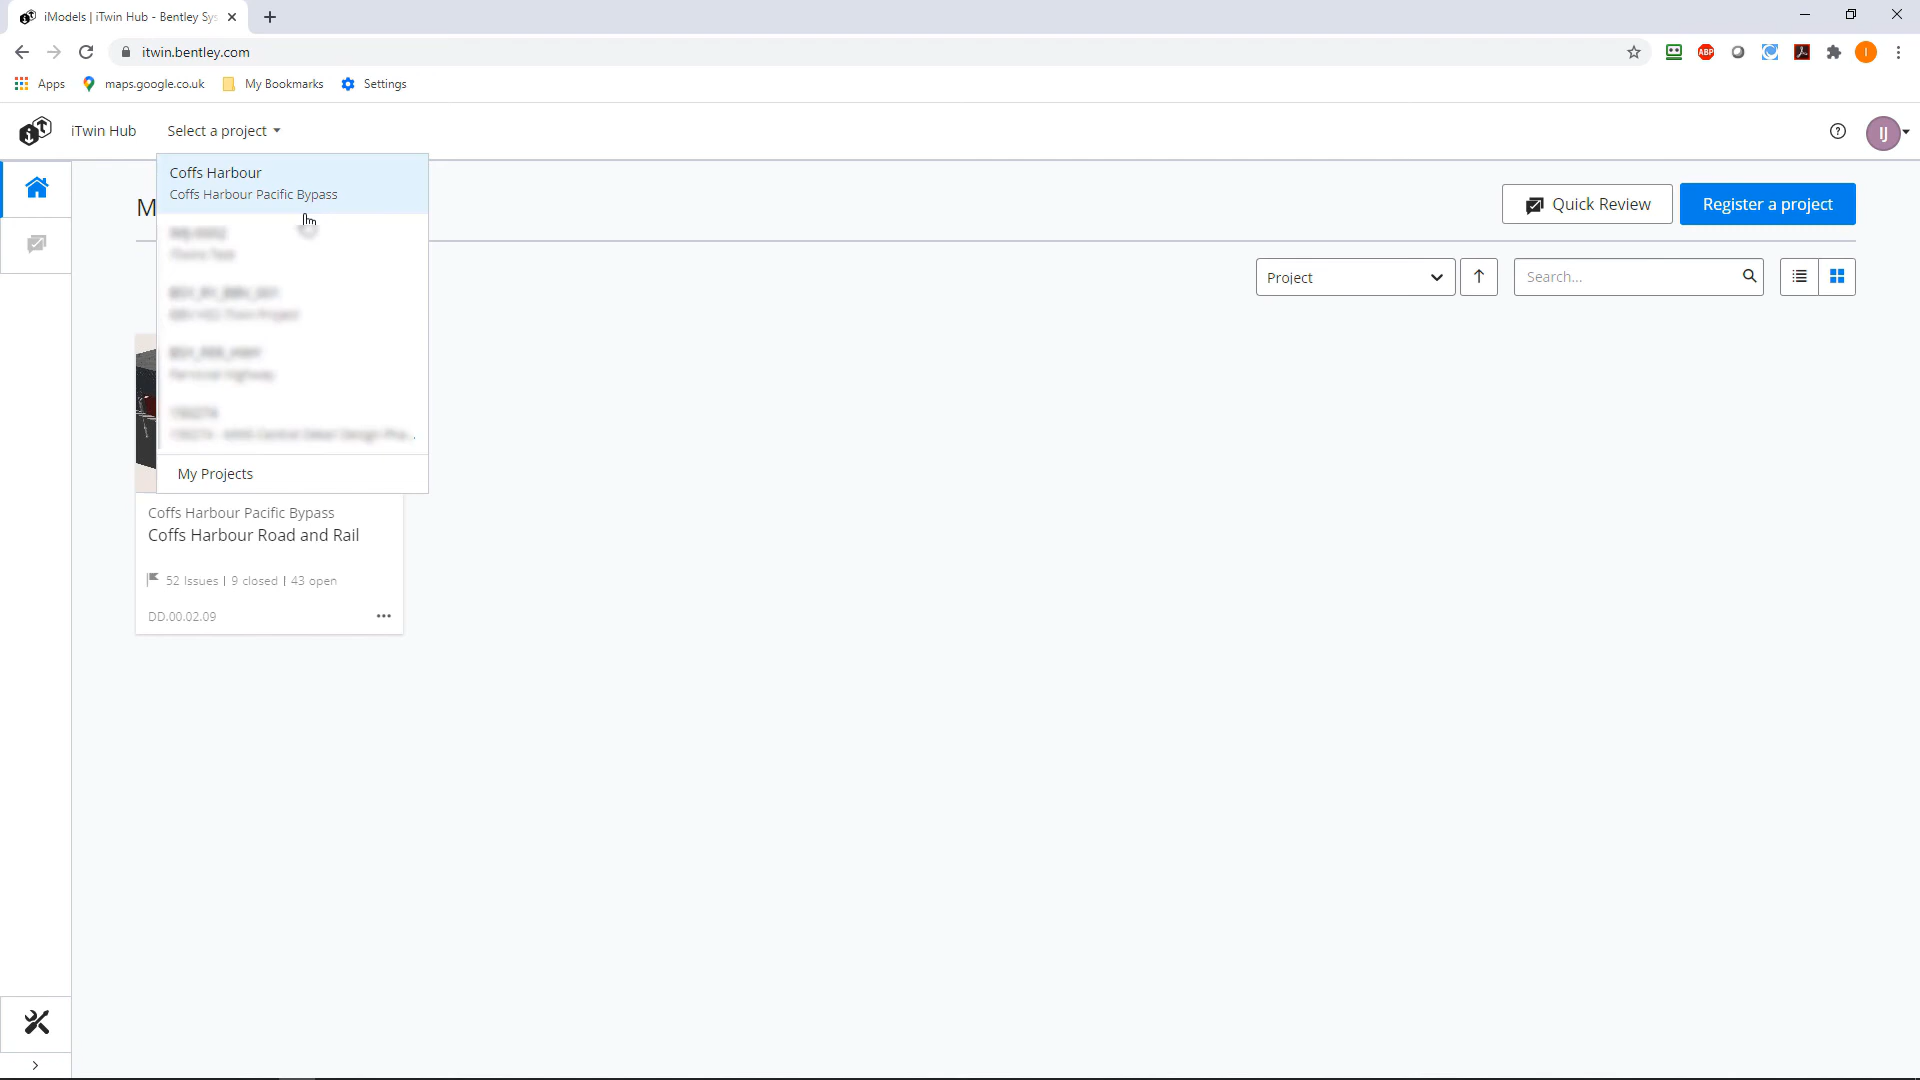 iModels | iTwin Hub - Bentley Sys
itwin.bentley.com
ABP
I
Apps
maps.google.co.uk
My Bookmarks
Settings
iTwin Hub
Select a project
IJ
Coffs Harbour
Coffs Harbour Pacific Bypass
M
Quick Review
Register a project
Project
Search...
My Projects
Coffs Harbour Pacific Bypass
Coffs Harbour Road and Rail
52 Issues | 9 closed | 43 open
DD.00.02.09